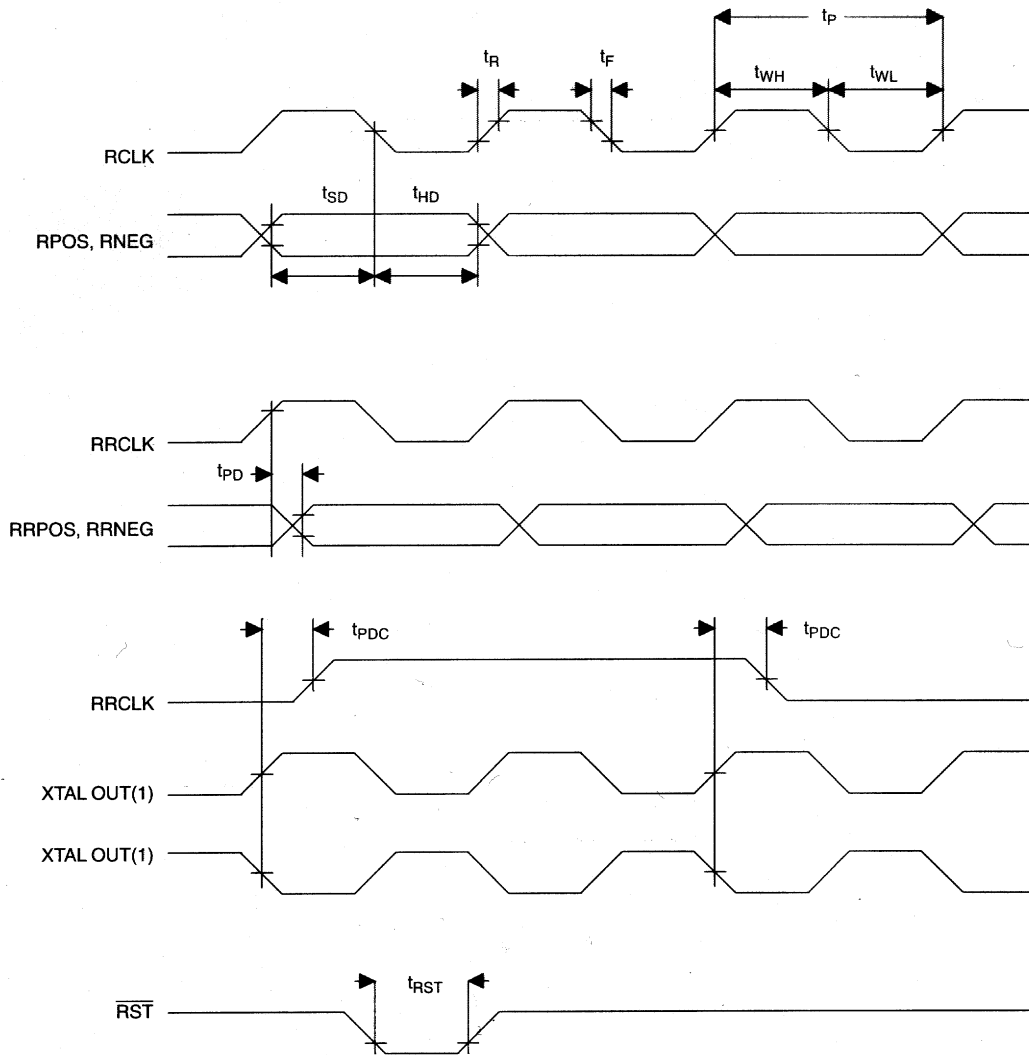 tP
tR
tF
tWH
tWL
RCLK
tSD
tHD
RPOS, RNEG
RRCLK
tPD
RRPOS, RRNEG
tPDC
tPDC
RRCLK
XTAL OUT(1)
XTAL OUT(1)
tRST
RST